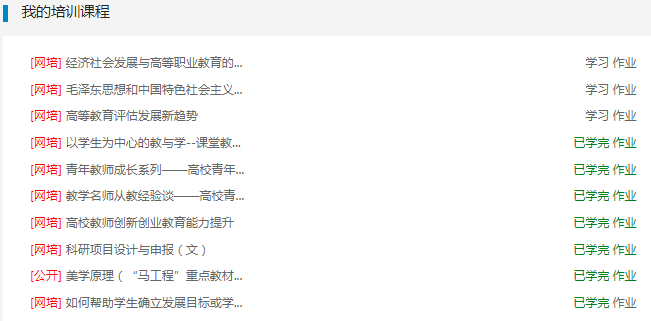 我的培训课程
[网培] 经济社会发展与高等职业教育的... 学习 作业
[网培] 毛泽东思想和中国特色社会主义... 学习 作业
[网培] 高等教育评估发展新趋势 学习 作业
[网培] 以学生为中心的教与学--课堂教... 已学完 作业
[网培] 青年教师成长系列——高校青年... 已学完 作业
[网培] 教学名师从教经验谈——高校青... 已学完 作业
[网培] 高校教师创新创业教育能力提升 已学完 作业
[网培] 科研项目设计与申报（文） 已学完 作业
[公开] 美学原理（“马工程”重点教材... 已学完 作业
[网培] 如何帮助学生确立发展目标或学... 已学完 作业